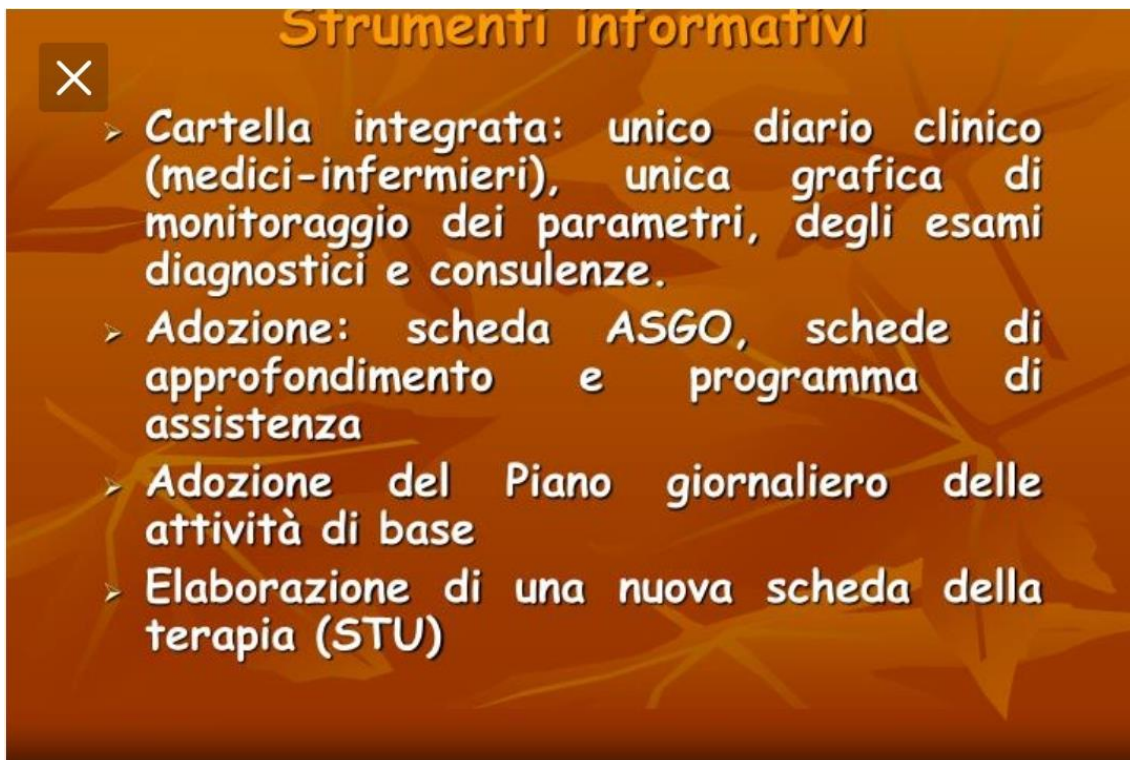 Strumenti informativi
Cartella integrata: unico diario clinico
(medici-infermieri), unica grafica di
monitoraggio dei parametri, degli esami
diagnostici e consulenze.
Adozione: scheda ASGO, schede di
approfondimento e programma di
assistenza
Adozione del Piano giornaliero delle
attività di base
Elaborazione di una nuova scheda della
terapia (STU)